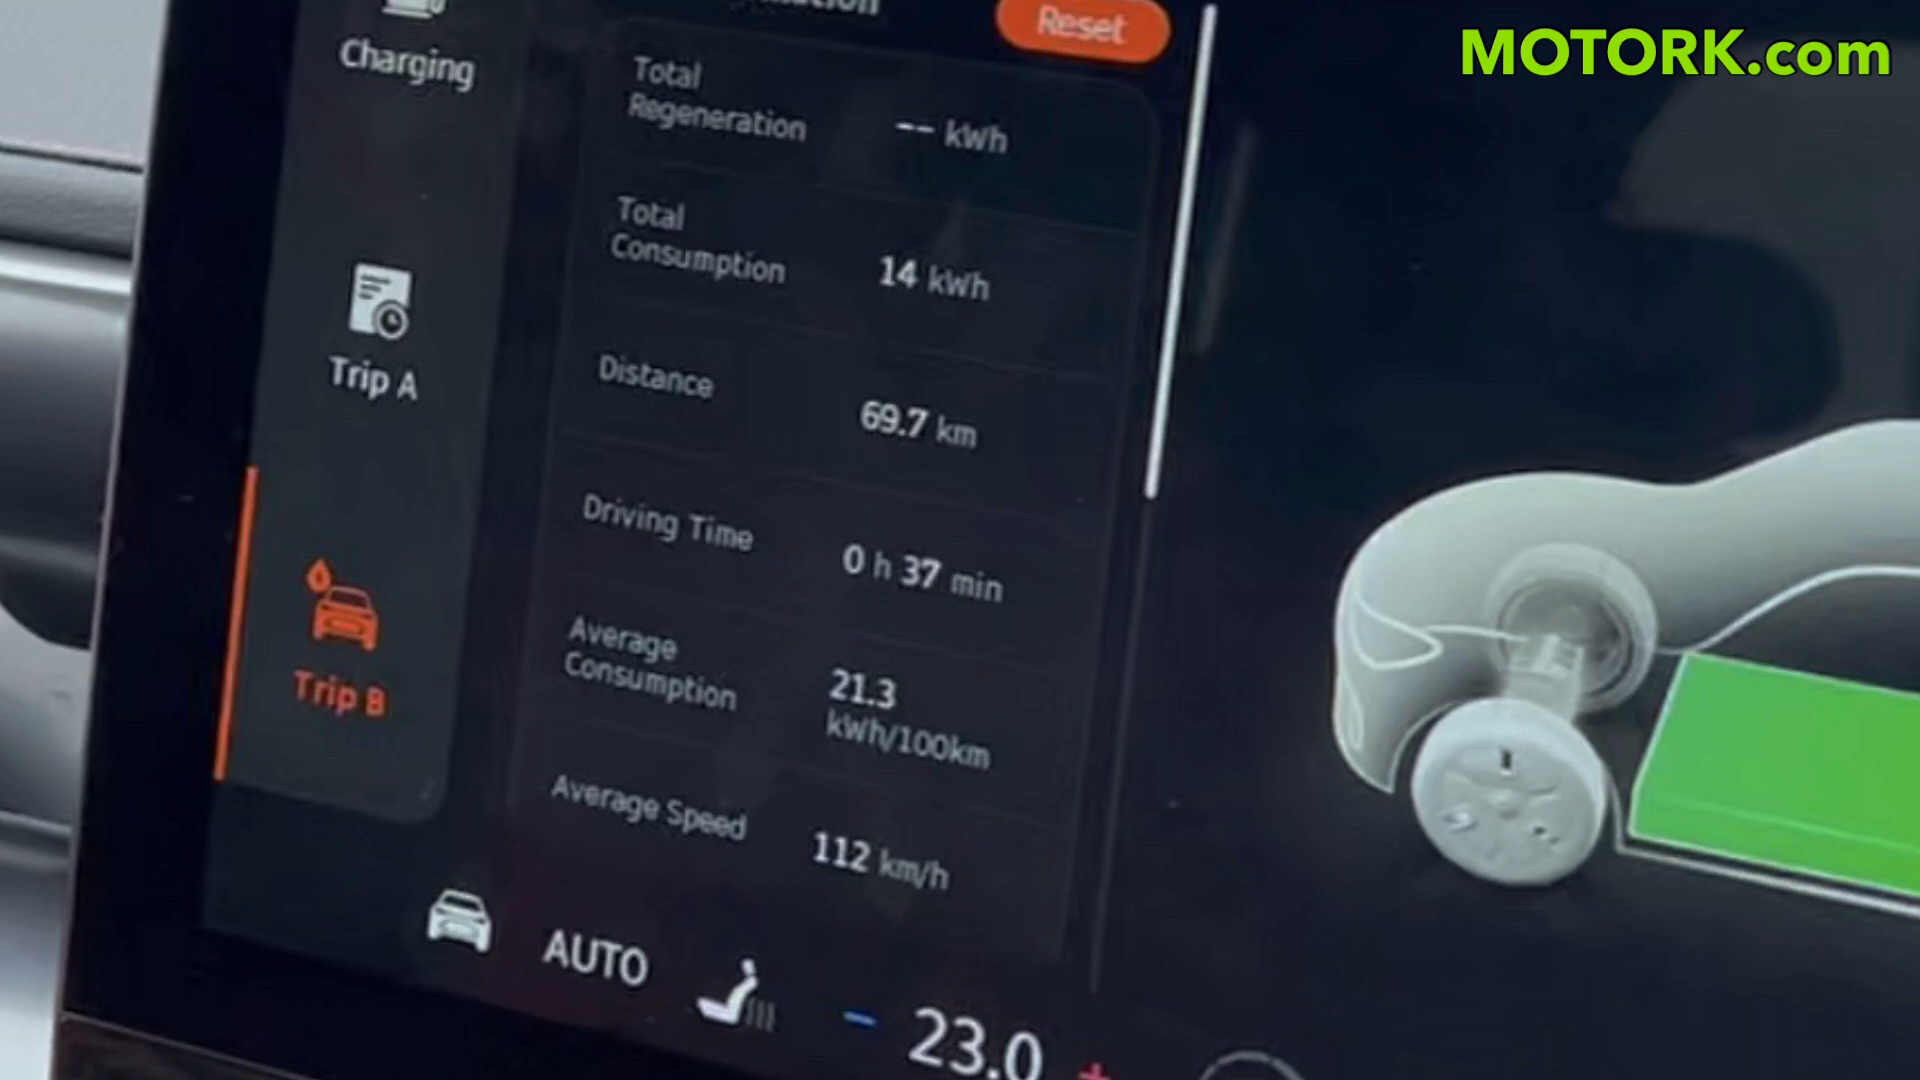 MOTORK.com
Reset
Charging
Total
Regeneration
-- kWh
Total
Consumption
14 kWh
Trip A
Distance
69.7 km
Driving Time
0 h 37 min
Trip B
Average
Consumption
21.3
kWh/100km
Average Speed
112 km/h
AUTO
− 23.0 +